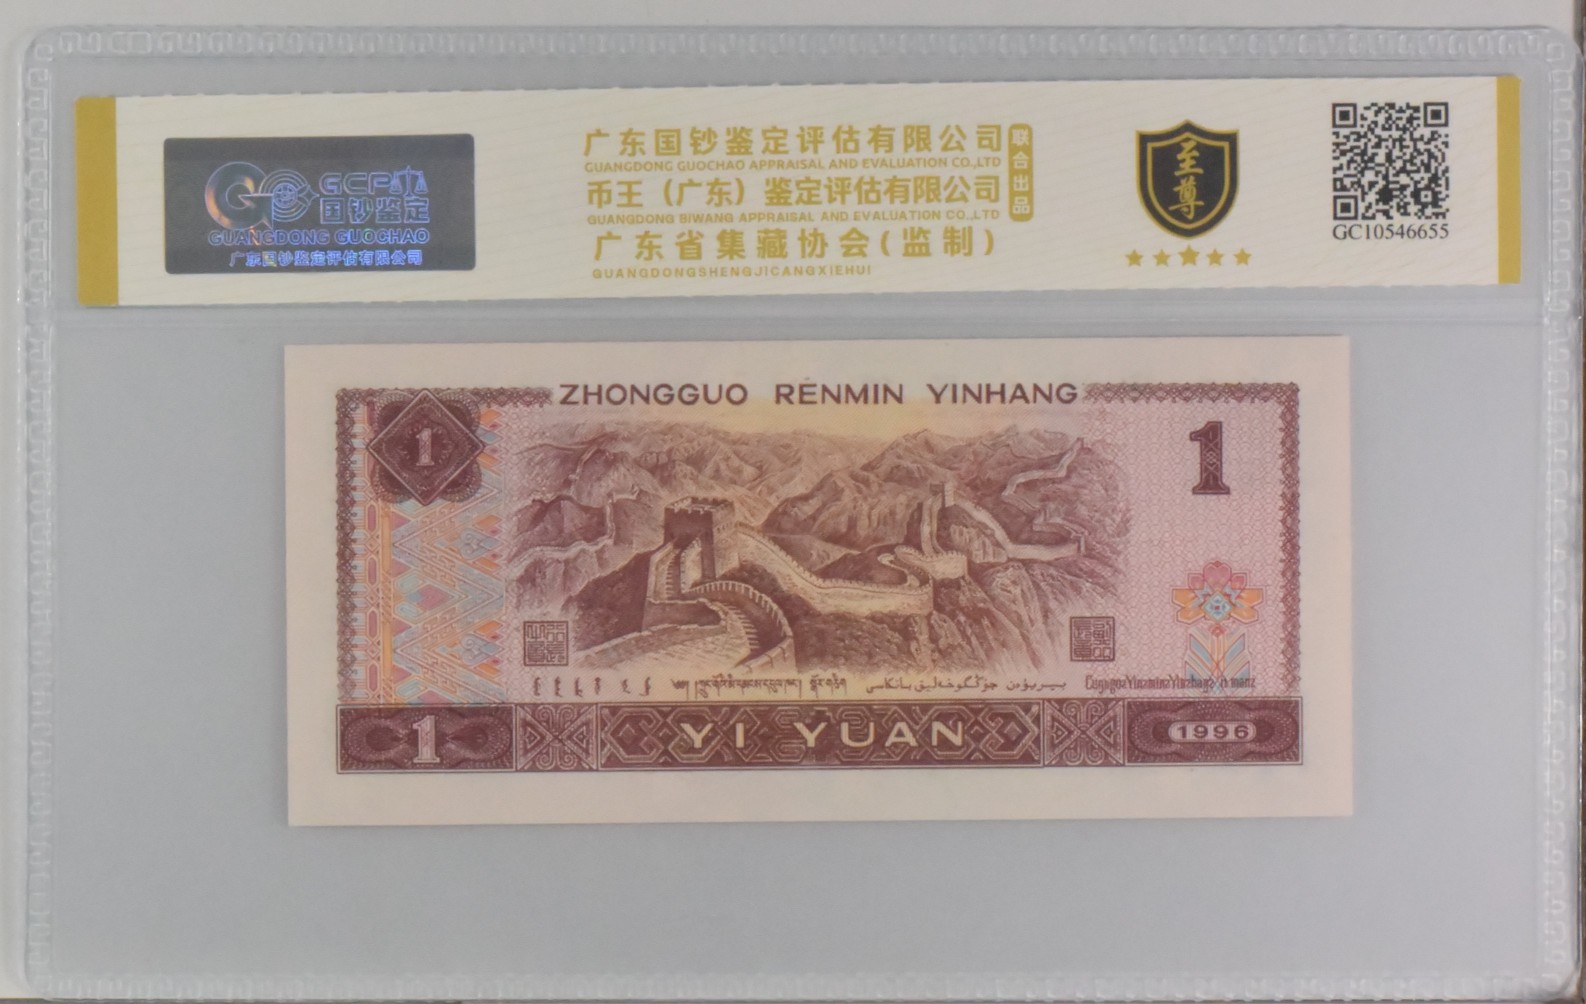 GCP
国钞鉴定
GUANGDONG GUOCHAO
广东国钞鉴定评估有限公司
广东国钞鉴定评估有限公司
GUANGDONG GUOCHAO APPRAISAL AND EVALUATION CO.,LTD
币王（广东）鉴定评估有限公司
GUANGDONG BIWANG APPRAISAL AND EVALUATION CO.,LTD
联合出品
广东省集藏协会(监制)
GUANGDONGSHENGJICANGXIEHUI
至尊
GC10546655
ZHONGGUO RENMIN YINHANG
1
1
1
YI YUAN
1996